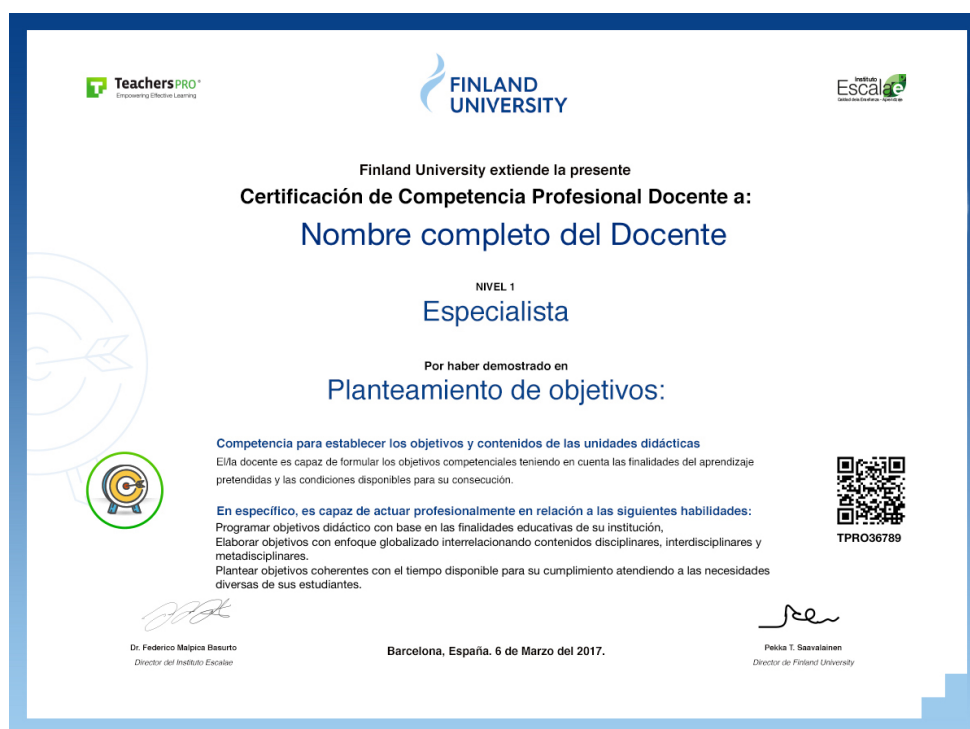 TeachersPRO®
Empowering Effective Learning
FINLAND
UNIVERSITY
instituto
Escalae
Finland University extiende la presente
Certificación de Competencia Profesional Docente a:
Nombre completo del Docente
NIVEL 1
Especialista
Por haber demostrado en
Planteamiento de objetivos:
Competencia para establecer los objetivos y contenidos de las unidades didácticas
El/la docente es capaz de formular los objetivos competenciales teniendo en cuenta las finalidades del aprendizaje
pretendidas y las condiciones disponibles para su consecución.
En específico, es capaz de actuar profesionalmente en relación a las siguientes habilidades:
Programar objetivos didáctico con base en las finalidades educativas de su institución,
Elaborar objetivos con enfoque globalizado interrelacionando contenidos disciplinares, interdisciplinares y
metadisciplinares.
Plantear objetivos coherentes con el tiempo disponible para su cumplimiento atendiendo a las necesidades
diversas de sus estudiantes.
TPRO36789
Dr. Federico Malpica Basurto
Director del Instituto Escalae
Barcelona, España. 6 de Marzo del 2017.
Pekka T. Saavalainen
Director de Finland University